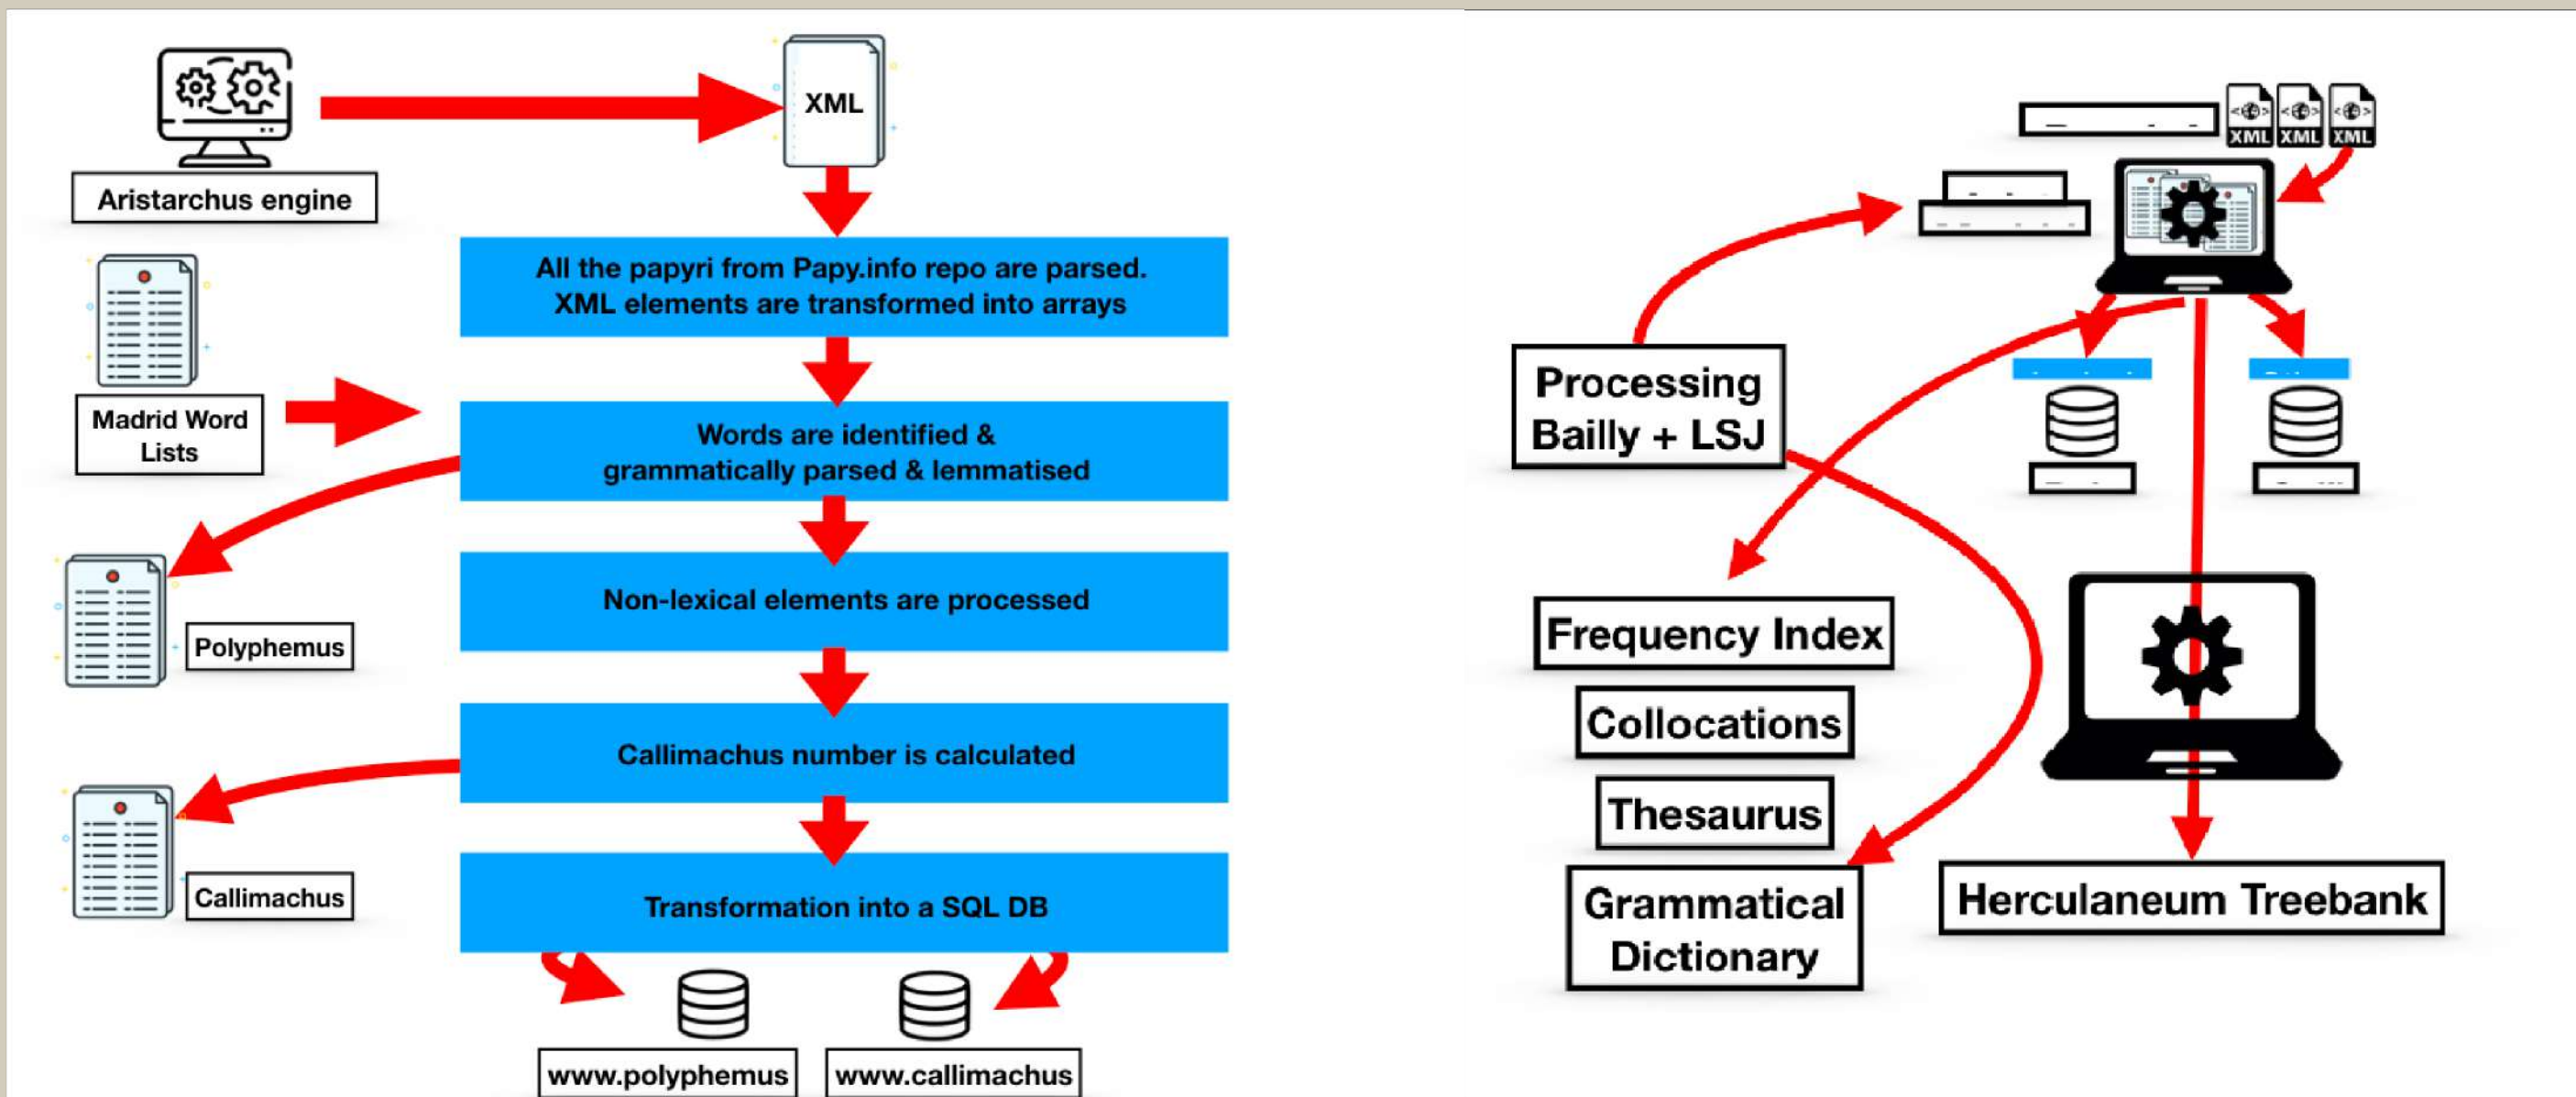 XML
Aristarchus engine
All the papyri from Papy.info repo are parsed.
XML elements are transformed into arrays
Madrid Word
Lists
Words are identified &
grammatically parsed & lemmatised
Polyphemus
Non-lexical elements are processed
Callimachus number is calculated
Callimachus
Transformation into a SQL DB
www.polyphemus
www.callimachus
XML
XML
XML
Processing
Bailly + LSJ
Frequency Index
Collocations
Thesaurus
Grammatical
Dictionary
Herculaneum Treebank